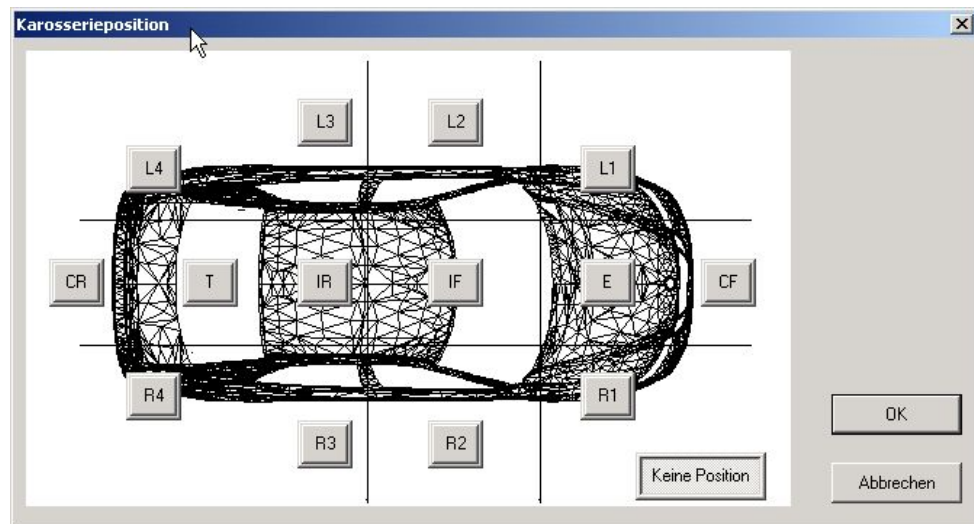 Karosserieposition
L3
L2
L4
L1
CR
T
IR
IF
E
CF
R4
R1
R3
R2
OK
Keine Position
Abbrechen